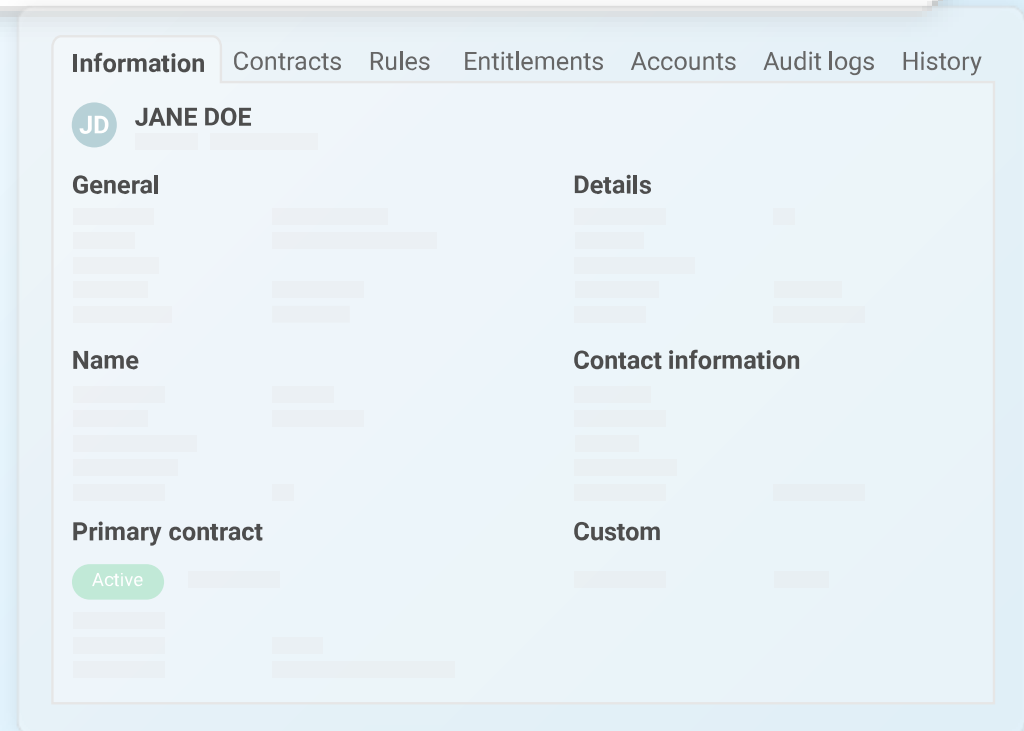 Information Contracts Rules Entitlements Accounts Audit logs History
JD JANE DOE
General Details
Name Contact information
Primary contract Custom
Active